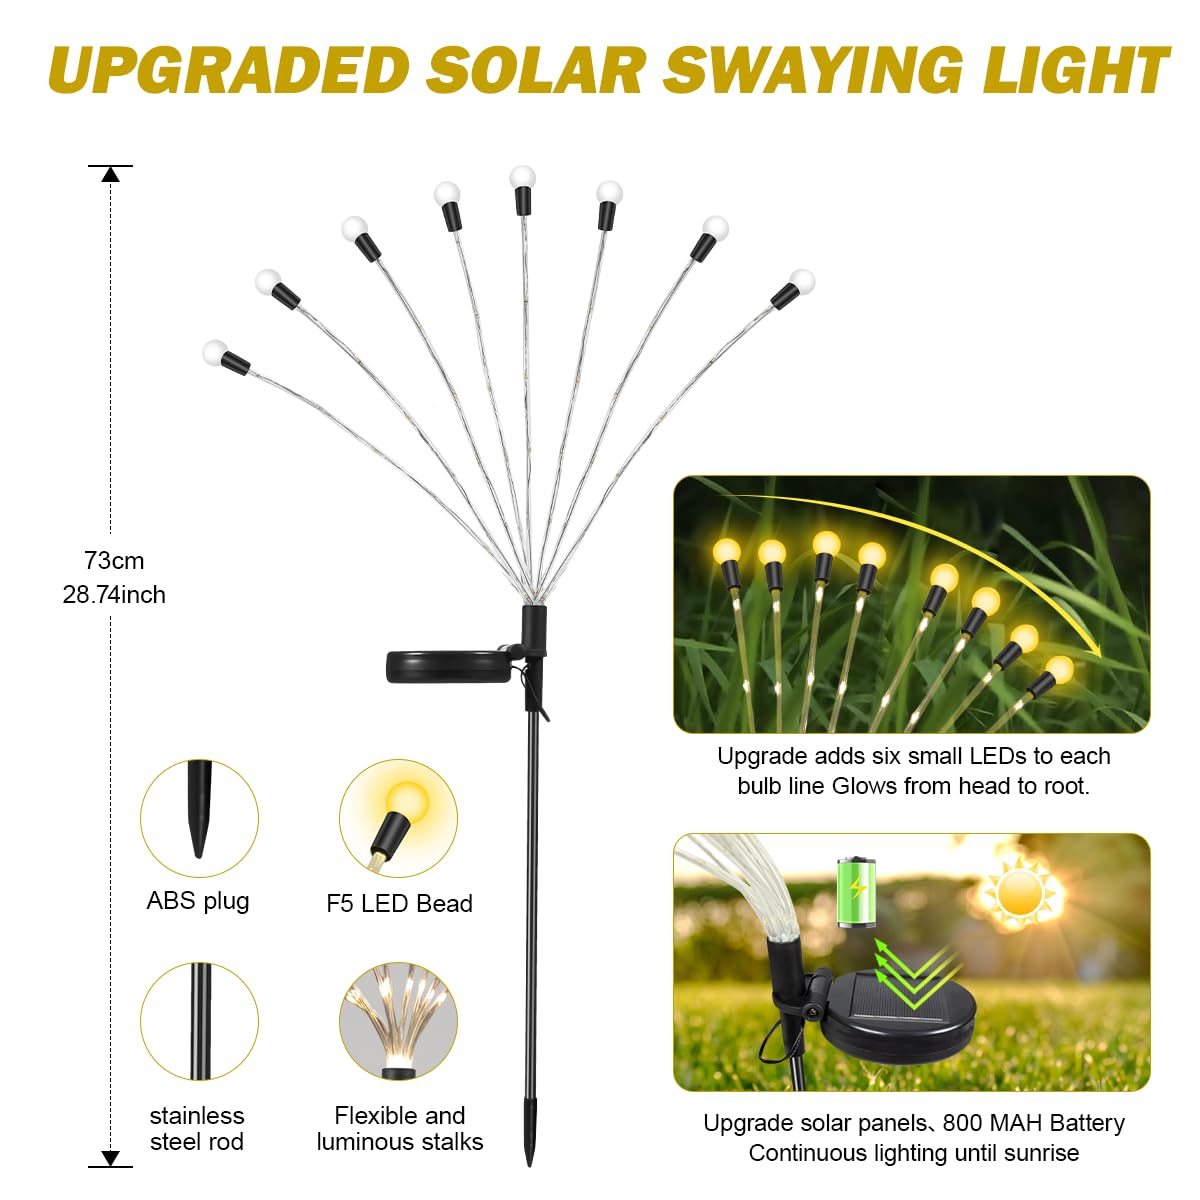 UPGRADED SOLAR SWAYING LIGHT
73cm
28.74inch
Upgrade adds six small LEDs to each
bulb line Glows from head to root.
ABS plug
F5 LED Bead
stainless
steel rod
Flexible and
luminous stalks
Upgrade solar panels、800 MAH Battery
Continuous lighting until sunrise